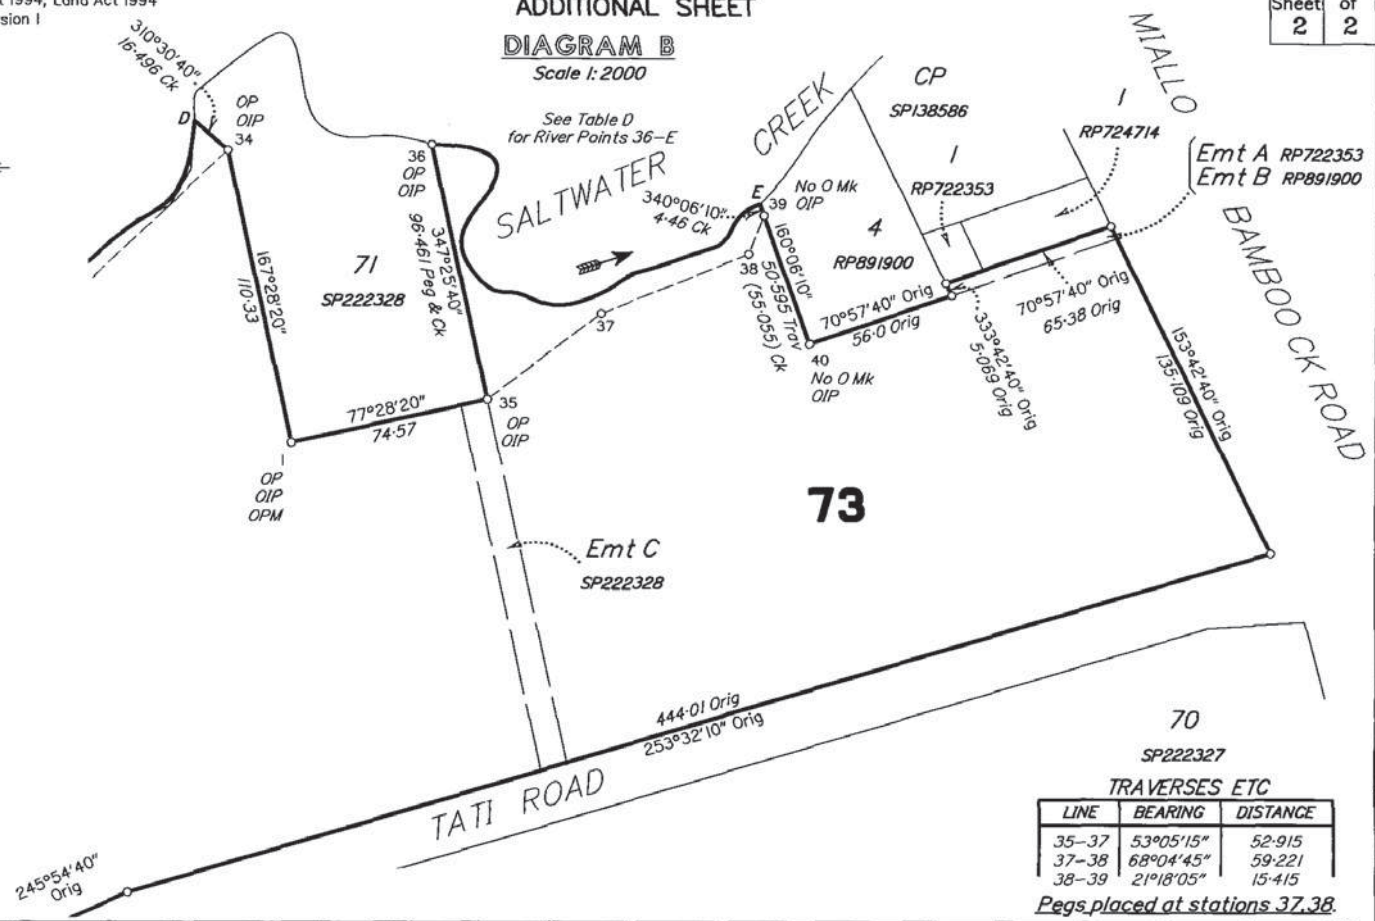 t 1994, Land Act 1994
sion 1
ADDITIONAL SHEET
Sheet of
2 2
DIAGRAM B
Scale 1:2000
See Table D
for River Points 36-E
310°30'40"
16·496 Ck
D
OP
OIP
34
36
OP
OIP
SALTWATER CREEK
CP
SP138586
MIALLO BAMBOO CK ROAD
1
RP724714
1
RP722353
Emt A RP722353
Emt B RP891900
340°06'10"
4·46 Ck
E
39
No O Mk
OIP
4
RP891900
38
37
160°06'10"
50·595 Trav
(55·055) Ck
70°57'40" Orig
56·0 Orig
40
No O Mk
OIP
70°57'40" Orig
65·38 Orig
333°42'40" Orig
5·069 Orig
153°42'40" Orig
135·109 Orig
71
SP222328
167°28'20"
110·33
347°25'40"
96·461 Peg & Ck
77°28'20"
74·57
35
OP
OIP
OP
OIP
OPM
73
Emt C
SP222328
444·01 Orig
253°32'10" Orig
TATI ROAD
245°54'40"
Orig
70
SP222327
TRAVERSES ETC
LINE BEARING DISTANCE
35-37 53°05'15" 52·915
37-38 68°04'45" 59·221
38-39 21°18'05" 15·415
Pegs placed at stations 37,38.